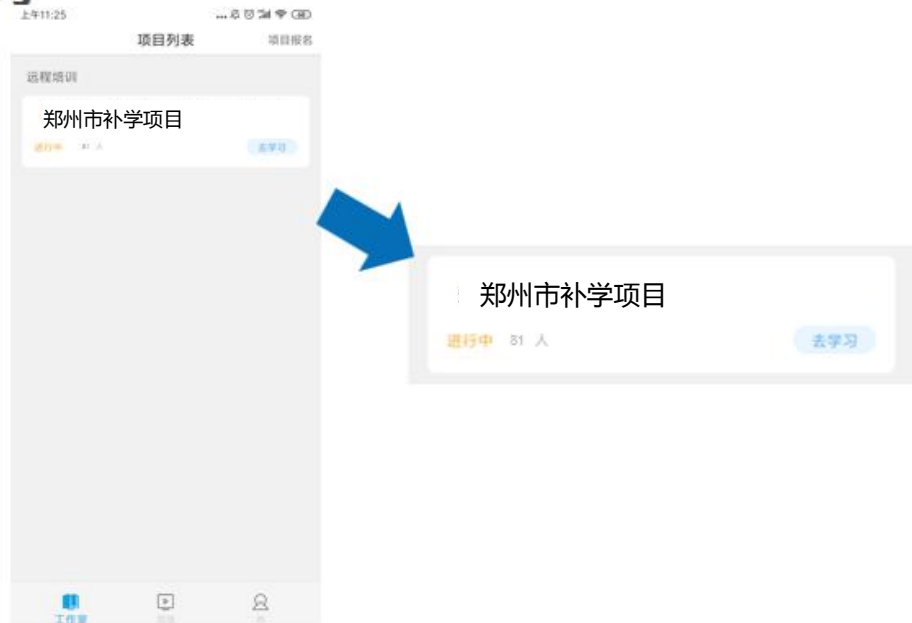 上午11:25
项目列表 项目报名
远程培训
郑州市补学项目
进行中 81 人 去学习
郑州市补学项目
进行中 81 人 去学习
工作室